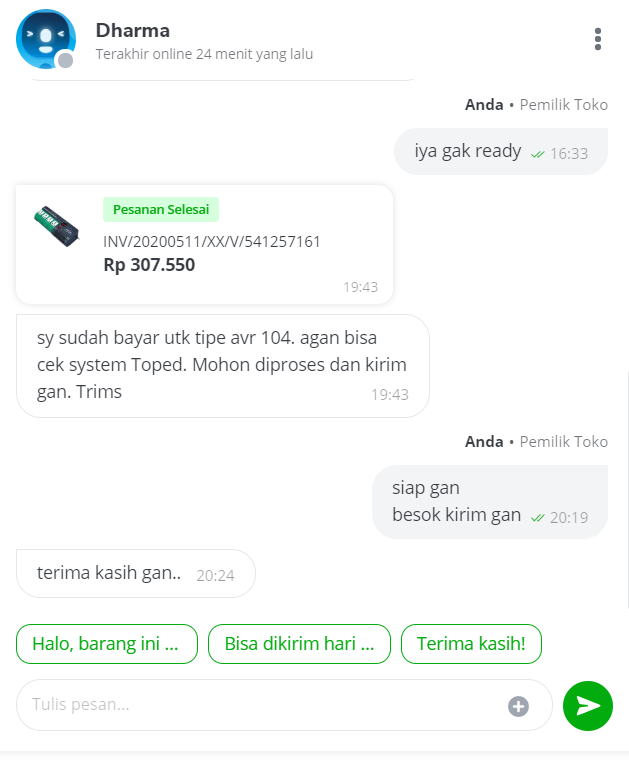 Dharma
Terakhir online 24 menit yang lalu
Anda • Pemilik Toko
iya gak ready 16:33
Pesanan Selesai
INV/20200511/XX/V/541257161
Rp 307.550
19:43
sy sudah bayar utk tipe avr 104. agan bisa
cek system Toped. Mohon diproses dan kirim
gan. Trims 19:43
Anda • Pemilik Toko
siap gan
besok kirim gan 20:19
terima kasih gan.. 20:24
Halo, barang ini ... Bisa dikirim hari ... Terima kasih!
Tulis pesan...